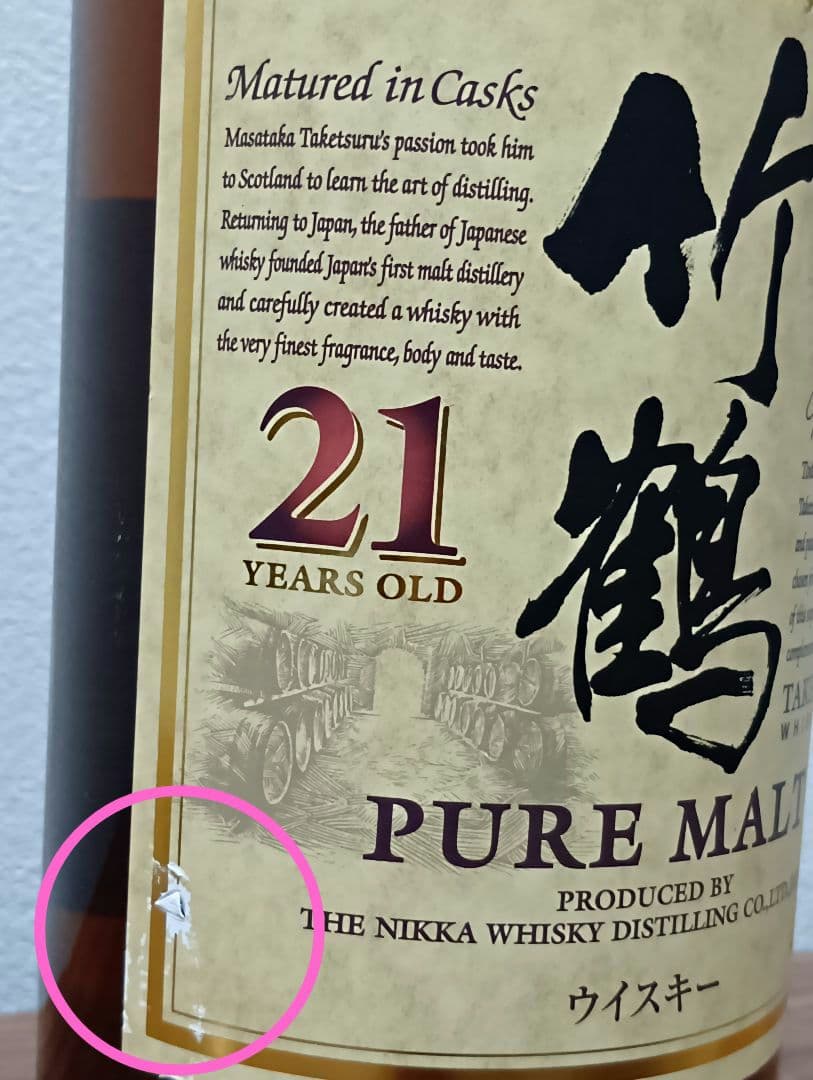 Matured in Casks
Masataka Taketsuru's passion took him
to Scotland to learn the art of distilling.
Returning to Japan, the father of Japanese
whisky founded Japan's first malt distillery
and carefully created a whisky with
the very finest fragrance, body and taste.
21
YEARS OLD
竹鶴
PURE MALT
PRODUCED BY
THE NIKKA WHISKY DISTILLING CO.,LTD.
ウイスキー